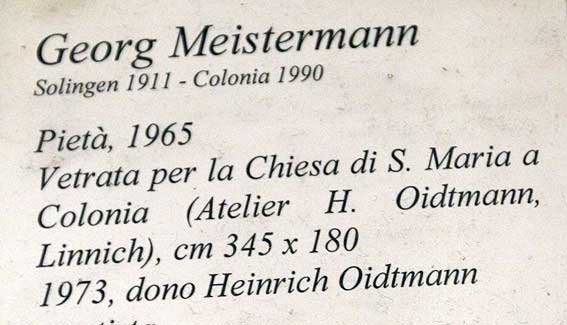 Georg Meistermann
Solingen 1911 - Colonia 1990
Pietà, 1965
Vetrata per la Chiesa di S. Maria a
Colonia (Atelier H. Oidtmann,
Linnich), cm 345 x 180
1973, dono Heinrich Oidtmann